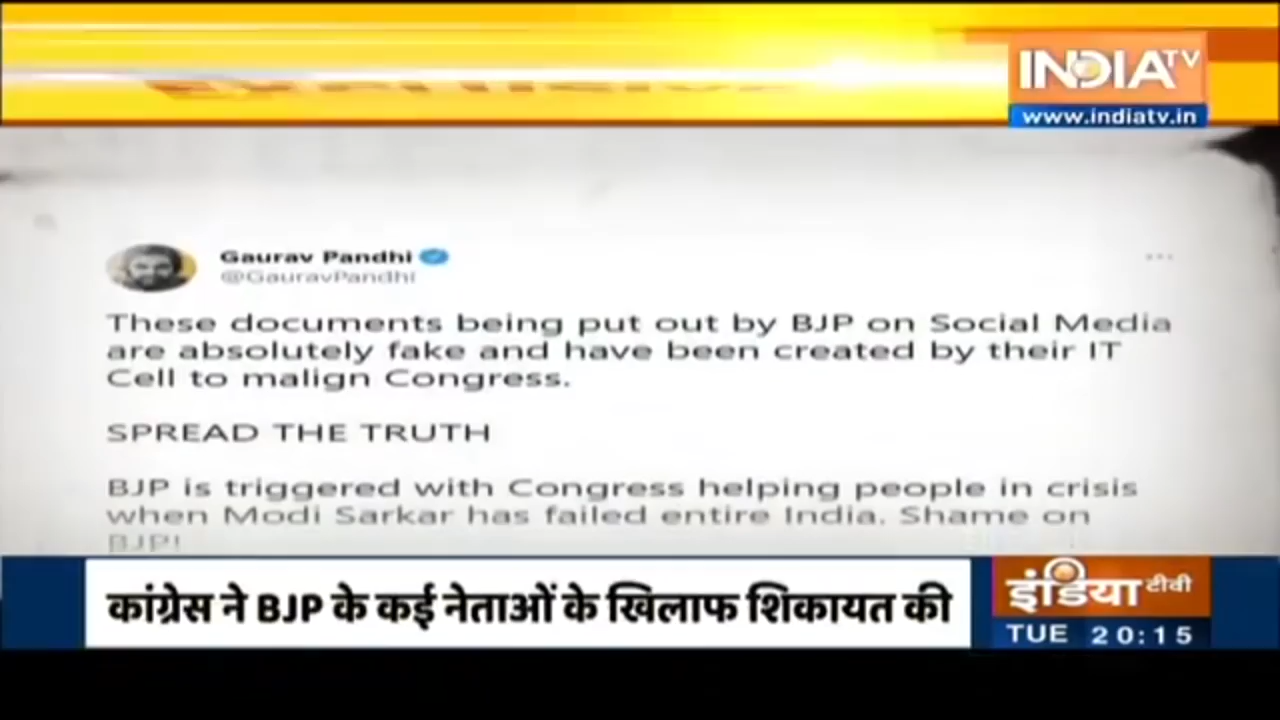 INDIA TV
www.indiatv.in
Gaurav Pandhi
@GauravPandhi
These documents being put out by BJP on Social Media
are absolutely fake and have been created by their IT
Cell to malign Congress.
SPREAD THE TRUTH
BJP is triggered with Congress helping people in crisis
when Modi Sarkar has failed entire India. Shame on
BJP!
कांग्रेस ने BJP के कई नेताओं के खिलाफ शिकायत की
इंडिया टीवी
TUE 20:15